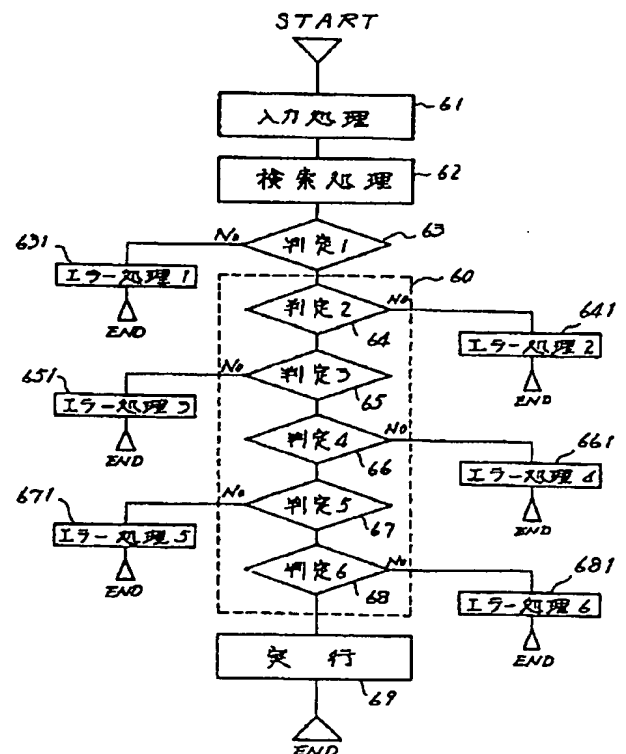 START
入力処理 61
検索処理 62
判定1 63
No
631
エラー処理1
END
60
判定2 64
No
641
エラー処理2
END
判定3 65
No
651
エラー処理3
END
判定4 66
No
661
エラー処理4
END
判定5 67
No
671
エラー処理5
END
判定6 68
No
681
エラー処理6
END
実行 69
END